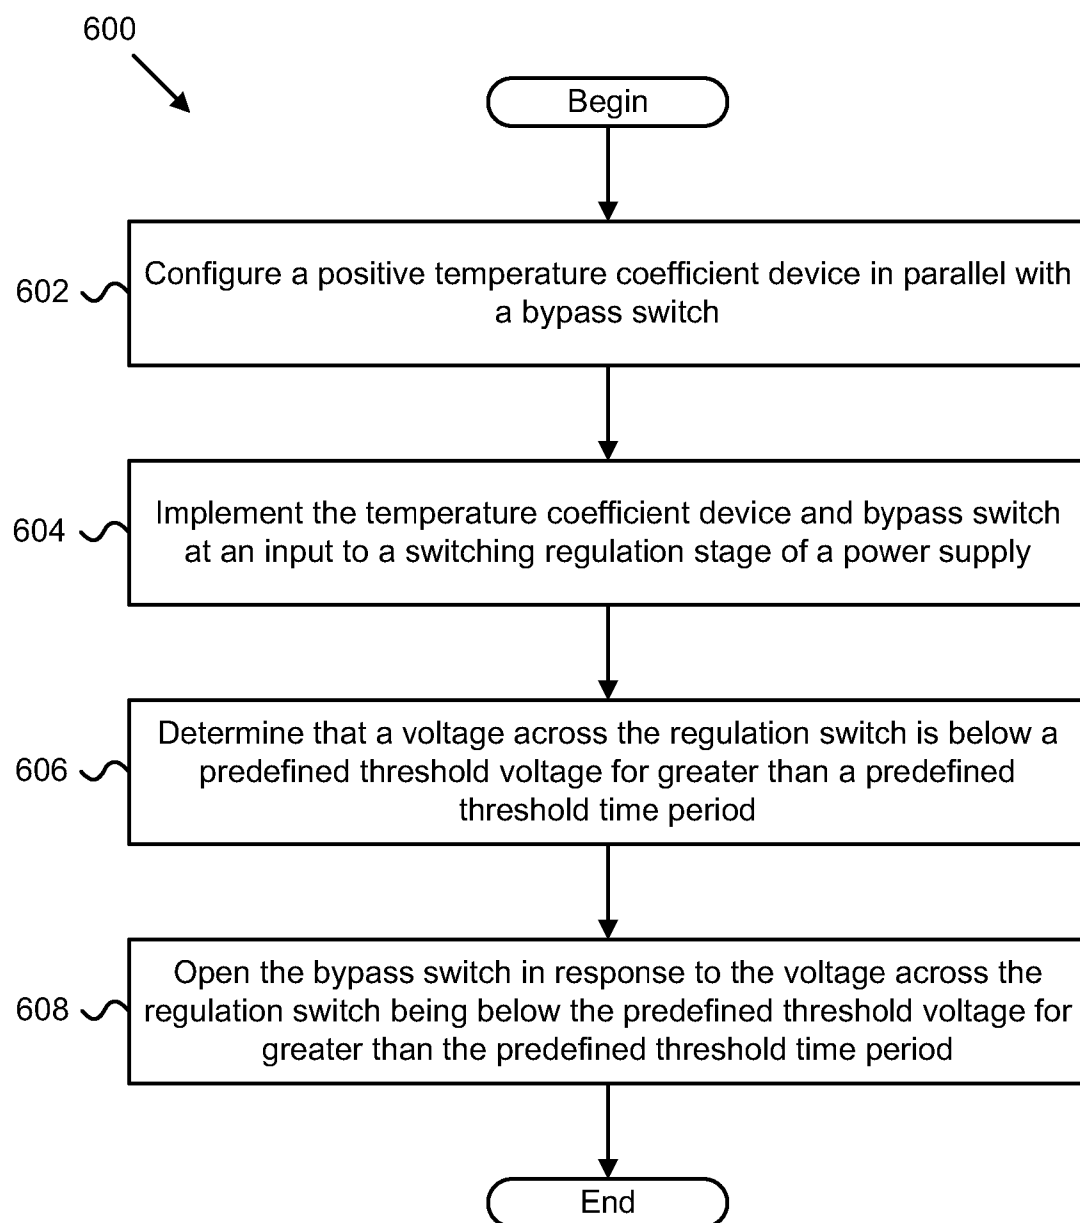 600
Begin
602
Configure a positive temperature coefficient device in parallel with
a bypass switch
604
Implement the temperature coefficient device and bypass switch
at an input to a switching regulation stage of a power supply
606
Determine that a voltage across the regulation switch is below a
predefined threshold voltage for greater than a predefined
threshold time period
608
Open the bypass switch in response to the voltage across the
regulation switch being below the predefined threshold voltage for
greater than the predefined threshold time period
End